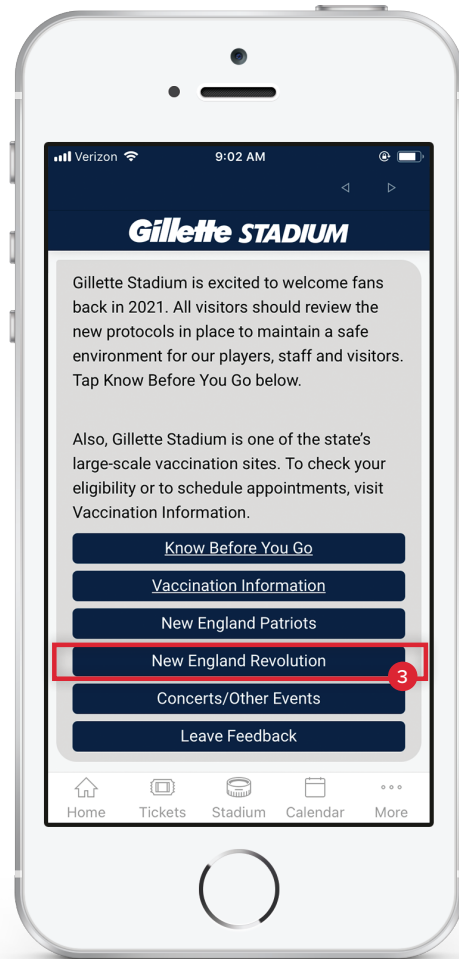 Verizon 9:02 AM
Gillette STADIUM
Gillette Stadium is excited to welcome fans
back in 2021. All visitors should review the
new protocols in place to maintain a safe
environment for our players, staff and visitors.
Tap Know Before You Go below.
Also, Gillette Stadium is one of the state’s
large-scale vaccination sites. To check your
eligibility or to schedule appointments, visit
Vaccination Information.
Know Before You Go
Vaccination Information
New England Patriots
New England Revolution
3
Concerts/Other Events
Leave Feedback
Home Tickets Stadium Calendar More